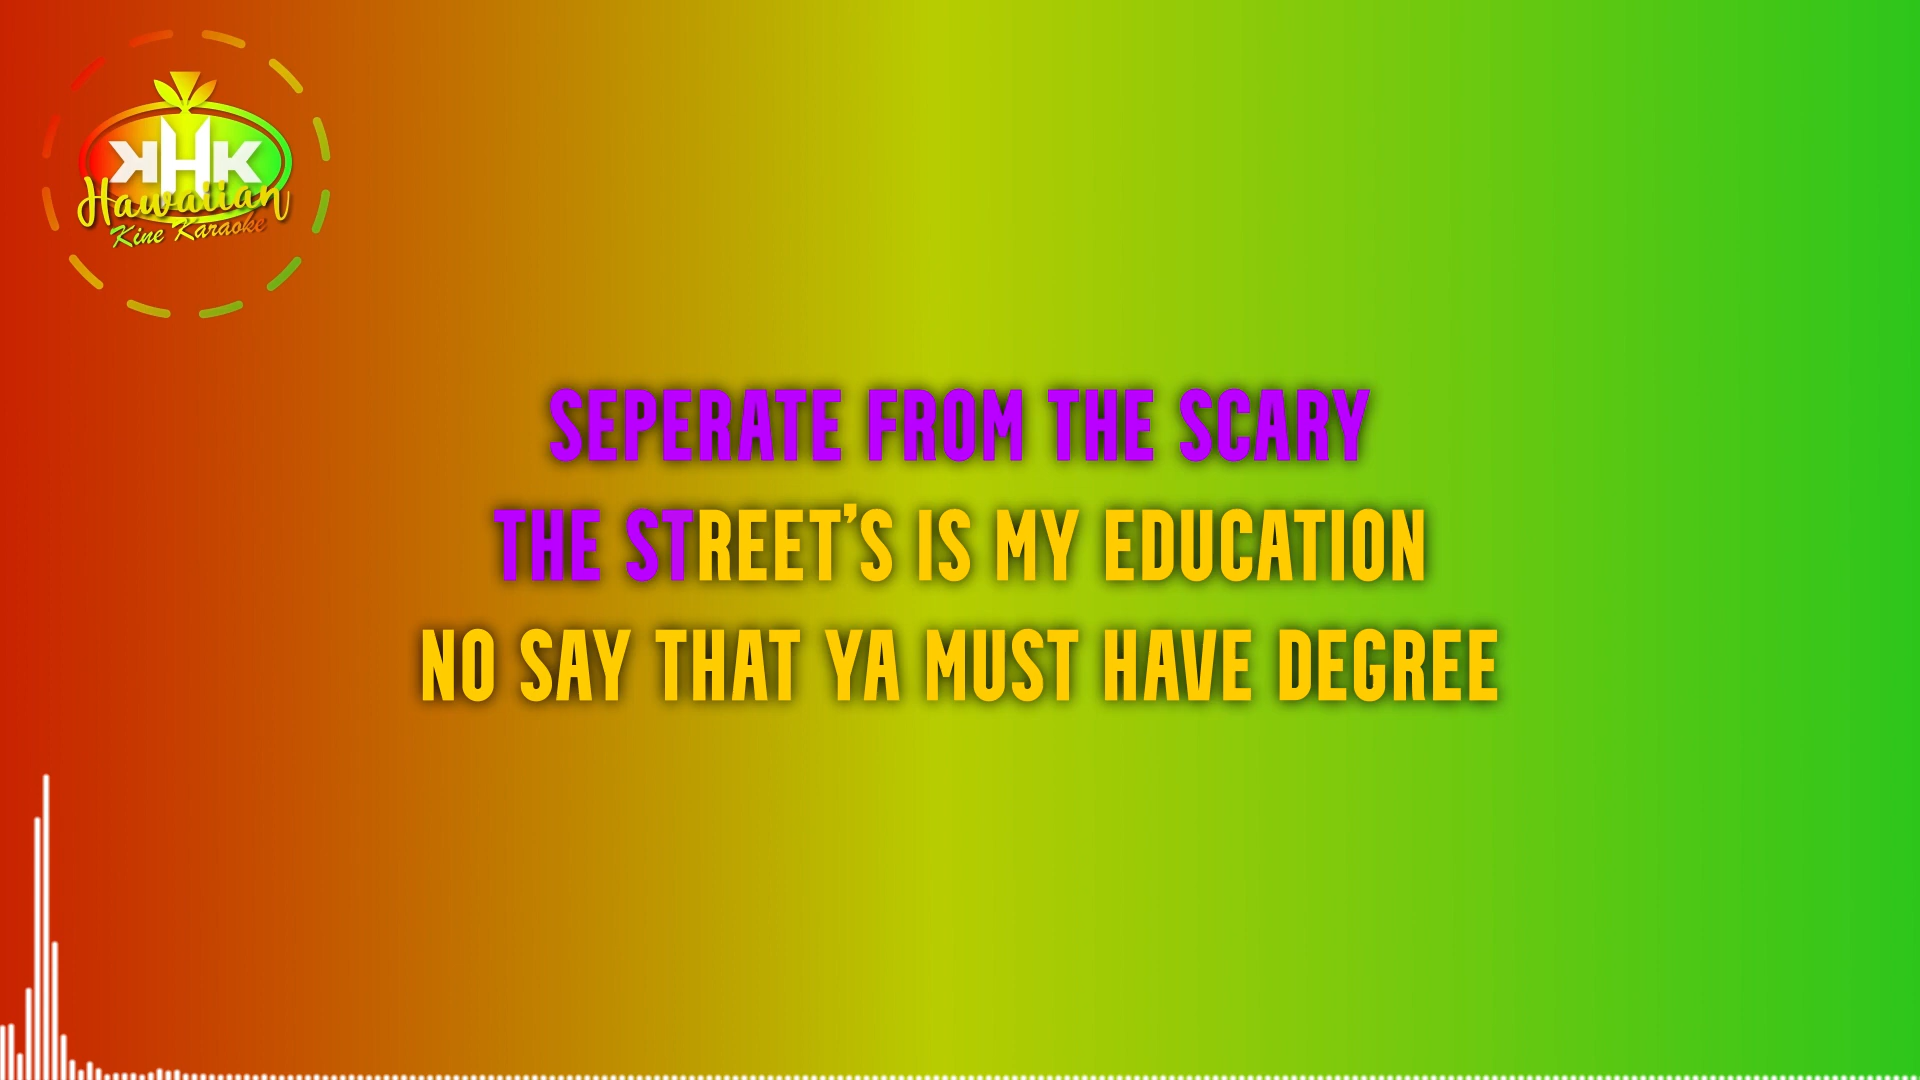 KHK
Hawaiian
Kine Karaoke
SEPERATE FROM THE SCARY
THE STREET'S IS MY EDUCATION
NO SAY THAT YA MUST HAVE DEGREE